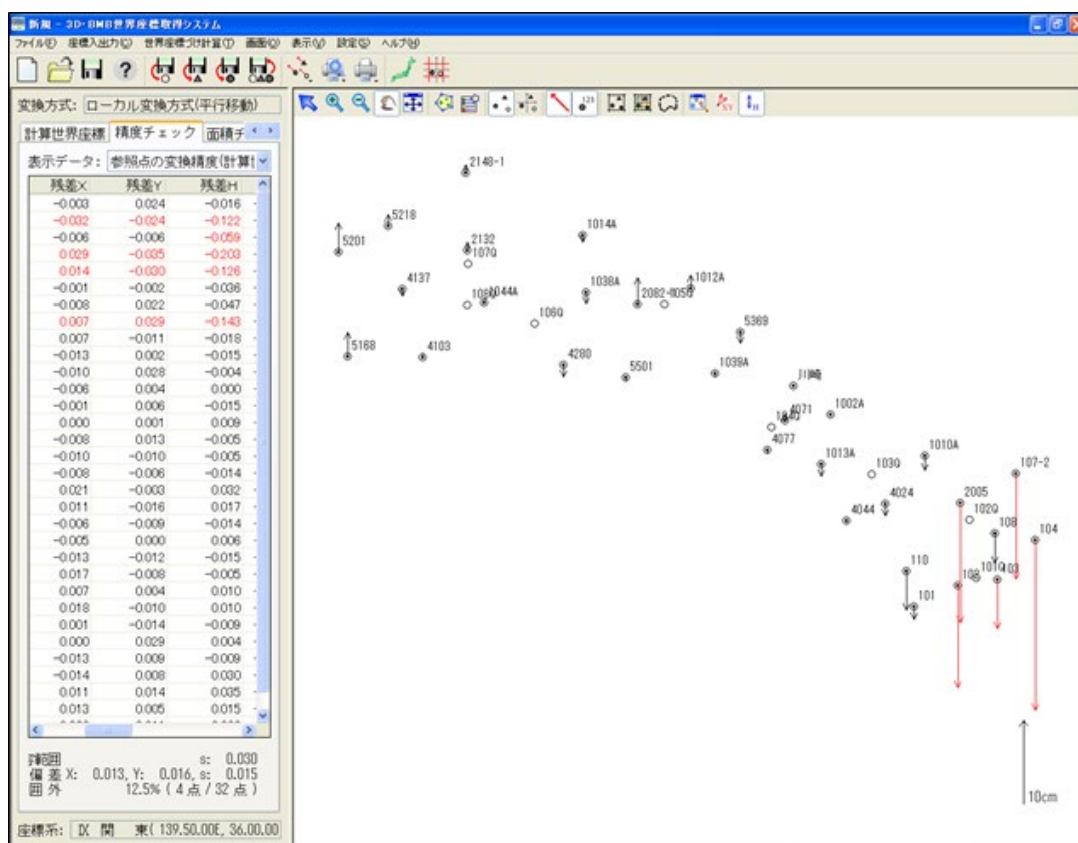 新規 - 3D-GMB世界座標取得システム
ファイル(F) 座標入出力(C) 世界座標づけ計算(T) 画面(Q) 表示(V) 設定(S) ヘルプ(H)
変換方式: ローカル変換方式(平行移動)
計算世界座標 精度チェック 面積チ
表示データ: 参照点の変換精度(計算
残差X 残差Y 残差H
-0.003 0.024 -0.016
-0.032 -0.024 -0.122
-0.006 -0.006 -0.059
0.029 -0.035 -0.203
0.014 -0.030 -0.126
-0.001 -0.002 -0.036
-0.008 0.022 -0.047
0.007 0.029 -0.143
0.007 -0.011 -0.018
-0.013 0.002 -0.015
-0.010 0.028 -0.004
-0.006 0.004 0.000
-0.001 0.006 -0.015
0.000 0.001 0.009
-0.008 0.013 -0.005
-0.010 -0.010 -0.005
-0.008 -0.006 -0.014
0.021 -0.003 0.032
0.011 -0.016 0.017
-0.006 -0.009 -0.014
-0.005 0.000 0.006
-0.013 -0.012 -0.015
0.017 -0.008 -0.005
0.007 0.004 0.010
0.018 -0.010 0.010
0.001 -0.014 -0.009
0.000 0.029 0.004
-0.013 0.009 -0.009
-0.014 0.008 0.030
0.011 0.014 0.035
0.013 0.005 0.015
範囲 s: 0.030
偏差 X: 0.013, Y: 0.016, s: 0.015
囲外 12.5% ( 4 点 / 32 点 )
座標系: IX 関 東( 139.50.00E, 36.00.00
2148-1
5218
1014A
5201
2132
107Q
4137
1044A
1038A
2082-
1012A
106Q
5369
5168
4103
4280
5501
1039A
川崎
4071
1002A
4077
1013A
103Q
1010A
107-2
4024
2005
102Q
4044
108
104
110
101Q
103
101
10cm